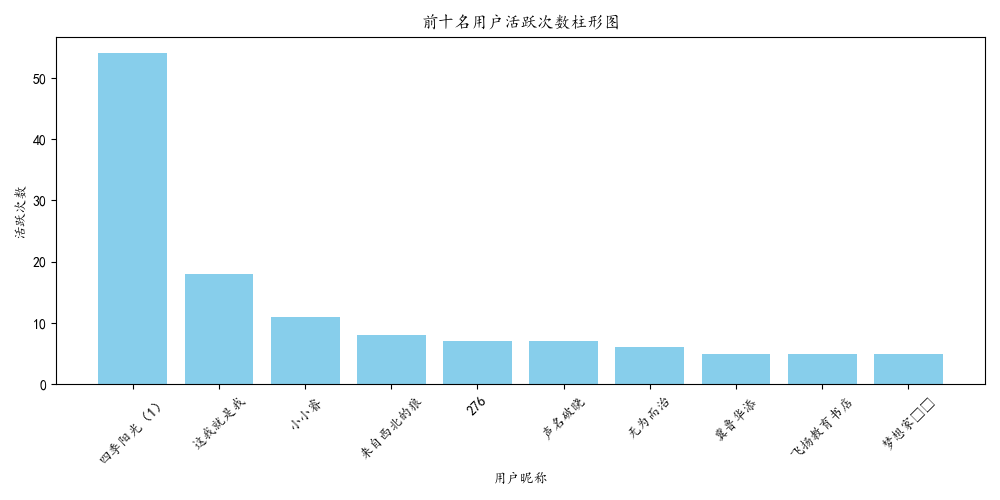 前十名用户活跃次数柱形图
活跃次数
50
40
30
20
10
0
四季阳光 (1)
这我就是我
小小睿
来自西北的狼
276
声名破晓
无为而治
冀鲁华添
飞扬教育书店
梦想家□□
用户昵称